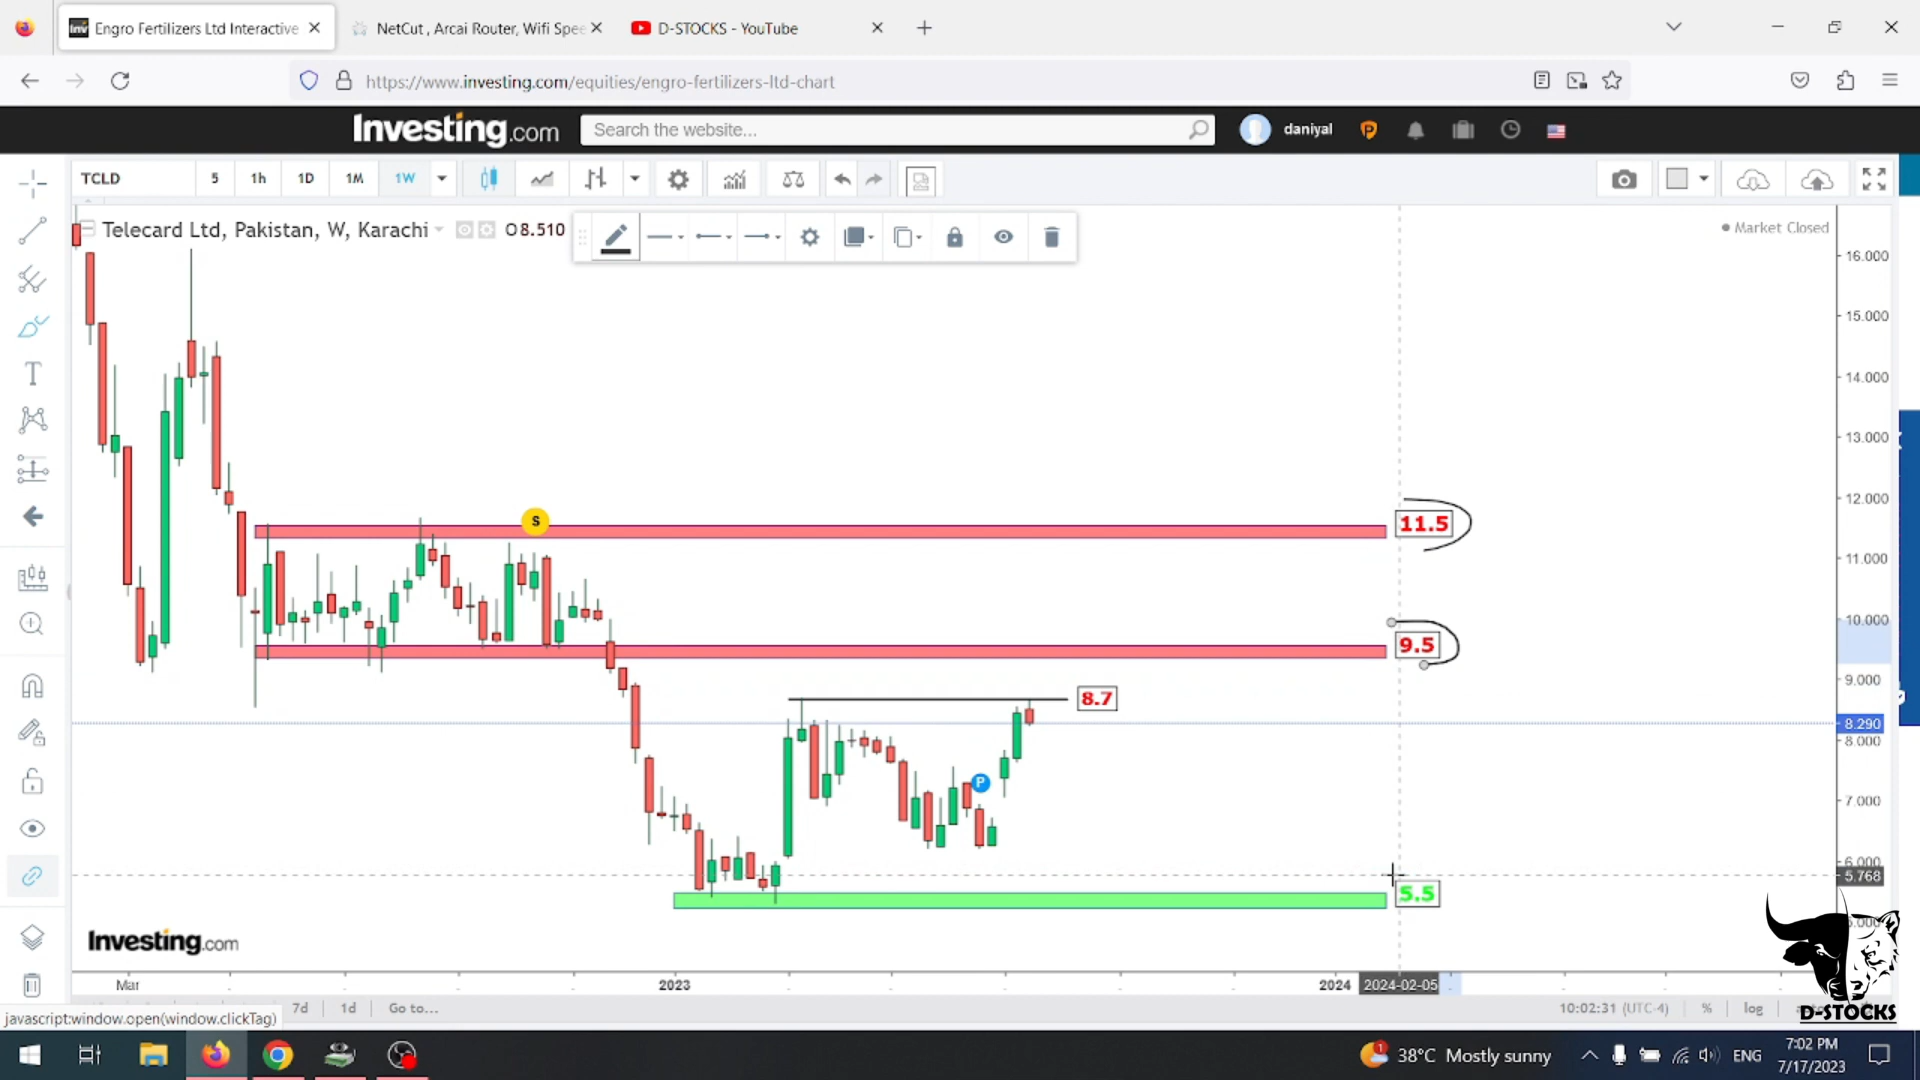 Engro Fertilizers Ltd Interactive
NetCut , Arcai Router, Wifi Spee
D-STOCKS - YouTube
https://www.investing.com/equities/engro-fertilizers-ltd-chart
Investing.com
Search the website...
daniyal
TCLD
5
1h
1D
1M
1W
Telecard Ltd, Pakistan, W, Karachi
O8.510
Market Closed
16.000
15.000
14.000
13.000
12.000
11.000
10.000
9.000
8.290
8.000
7.000
6.000
5.768
S
11.5
9.5
8.7
P
5.5
Investing.com
Mar
2023
2024
2024-02-05
7d
1d
Go to...
10:02:31 (UTC-4)
%
log
javascript:window.open(window.clickTag)
D-STOCKS
1
38°C Mostly sunny
ENG
7:02 PM
7/17/2023